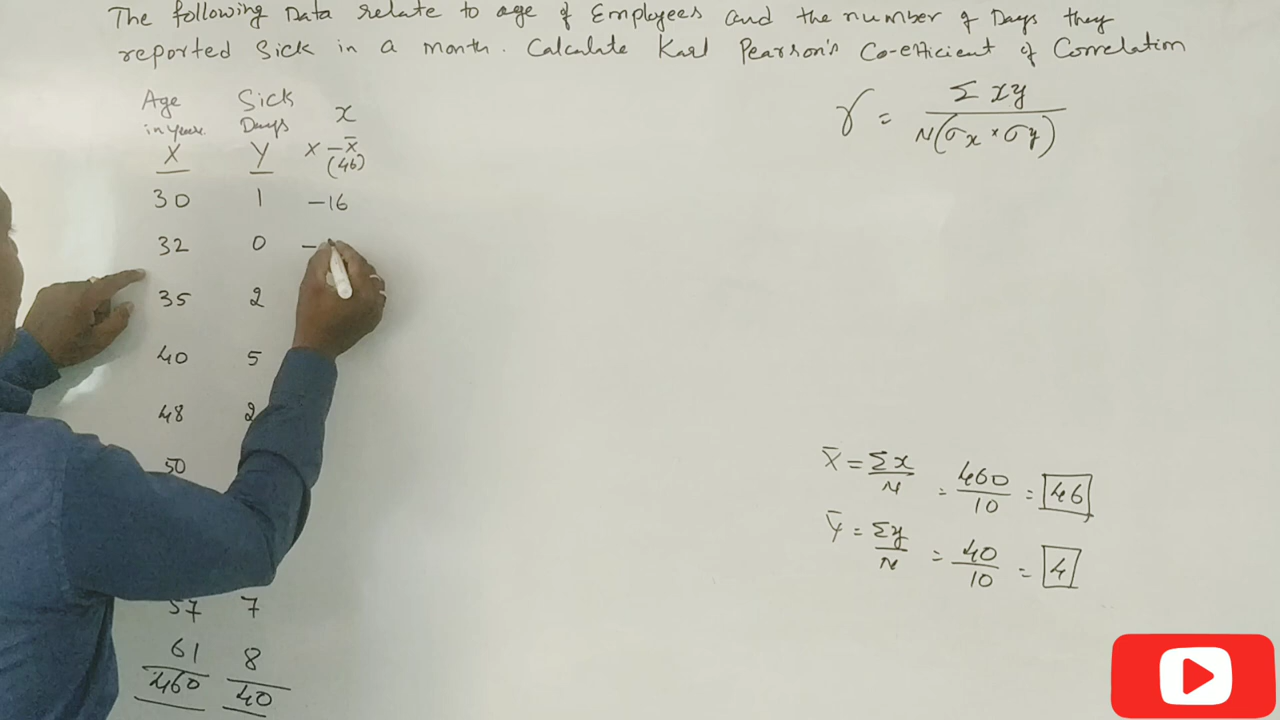 The following Data relate to age of Employees and the number of Days they
reported Sick in a month. Calculate Karl Pearson's Co-efficient of Correlation
Age in years Sick Days x
X Y X - X̄ (46)
30 1 -16
32 0 -
35 2
40 5
48 2
50
57 7
61 8
460 40
r = Σxy / N(σx × σy)
X̄ = Σx / N = 460 / 10 = 46
Ȳ = Σy / N = 40 / 10 = 4